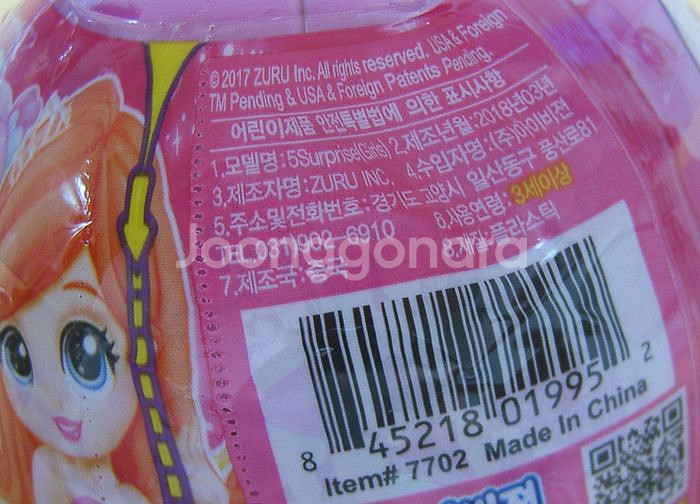 © 2017 ZURU Inc. All rights reserved. USA & Foreign
TM Pending & USA & Foreign Patents Pending.
어린이제품 안전특별법에 의한 표시사항
1.모델명 : 5Surprise(Girls) 2.제조년월 : 2018년03년
3.제조자명 : ZURU INC. 4.수입자명 : (주)아이비젼
5.주소및전화번호 : 경기도 고양시 일산동구 풍산로81
TEL 031)902-6910 6.사용연령 : 3세이상
7.제조국 : 중국 8.재질 : 플라스틱
Joonggonara
8 45218 01995 2
Item# 7702 Made In China